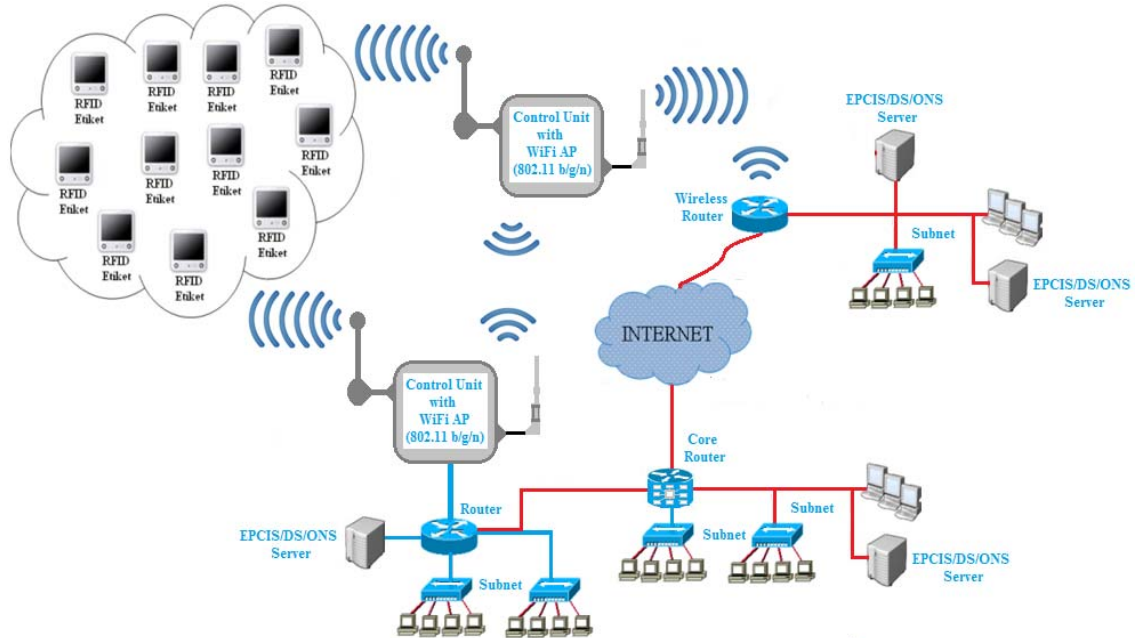 RFID
Etiket
RFID
Etiket
RFID
Etiket
RFID
Etiket
RFID
Etiket
RFID
Etiket
RFID
Etiket
RFID
Etiket
RFID
Etiket
RFID
Etiket
RFID
Etiket
Control Unit
with
WiFi AP
(802.11 b/g/n)
EPCIS/DS/ONS
Server
Wireless
Router
Subnet
EPCIS/DS/ONS
Server
INTERNET
Control Unit
with
WiFi AP
(802.11 b/g/n)
Core
Router
Router
EPCIS/DS/ONS
Server
Subnet
Subnet
Subnet
EPCIS/DS/ONS
Server